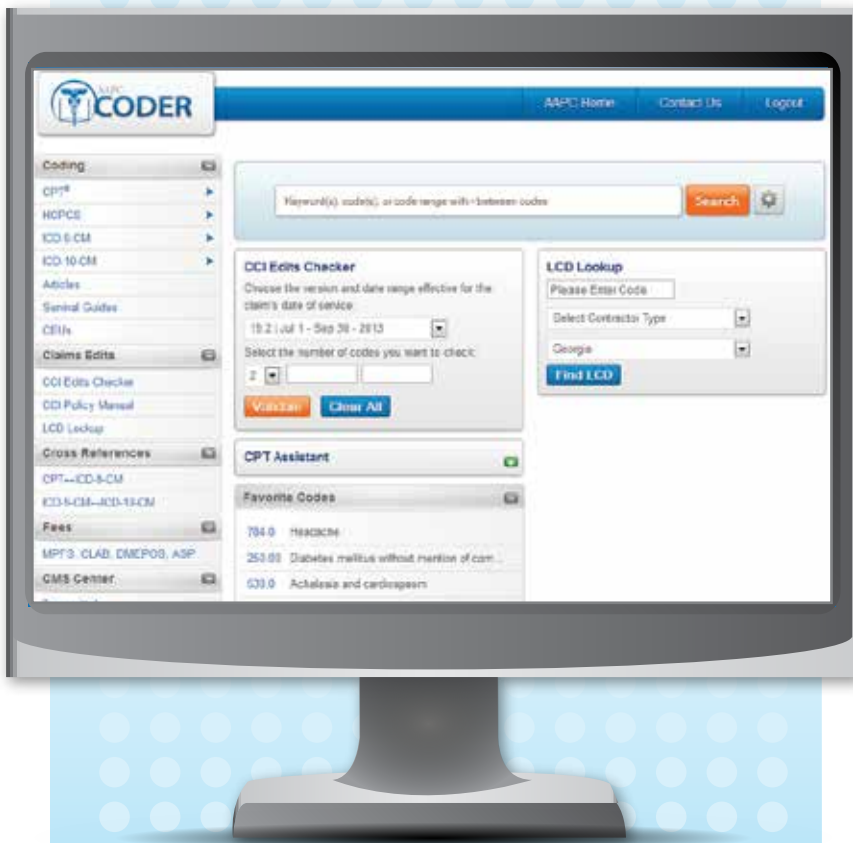 AAPC
CODER
AAPC Home Contact Us Logout
Coding
CPT®
HCPCS
ICD-9-CM
ICD-10-CM
Articles
Survival Guides
CEUs
Claims Edits
CCI Edits Checker
CCI Policy Manual
LCD Lookup
Cross References
CPT—ICD-9-CM
ICD-9-CM—ICD-10-CM
Fees
MPFS, CLAB, DMEPOS, ASP
CMS Center
Keyword(s), code(s), or code range with - between codes
Search
CCI Edits Checker
Choose the version and date range effective for the
claim's date of service:
19.2 | Jul 1 - Sep 30 - 2013
Select the number of codes you want to check:
2
Validate Clear All
LCD Lookup
Please Enter Code
Select Contractor Type
Georgia
Find LCD
CPT Assistant
Favorite Codes
784.0 Headache
250.00 Diabetes mellitus without mention of com...
530.0 Achalasia and cardiospasm